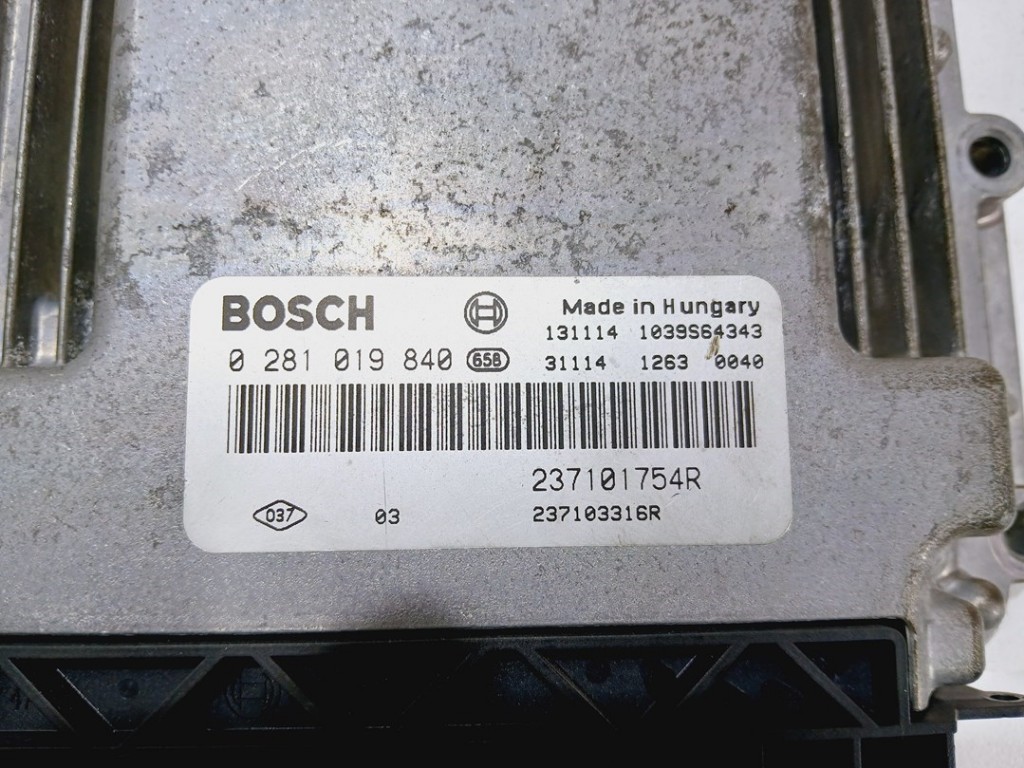 BOSCH
Made in Hungary
131114 1039S64343
0 281 019 840 658
31114 1263 0040
237101754R
037 03 237103316R